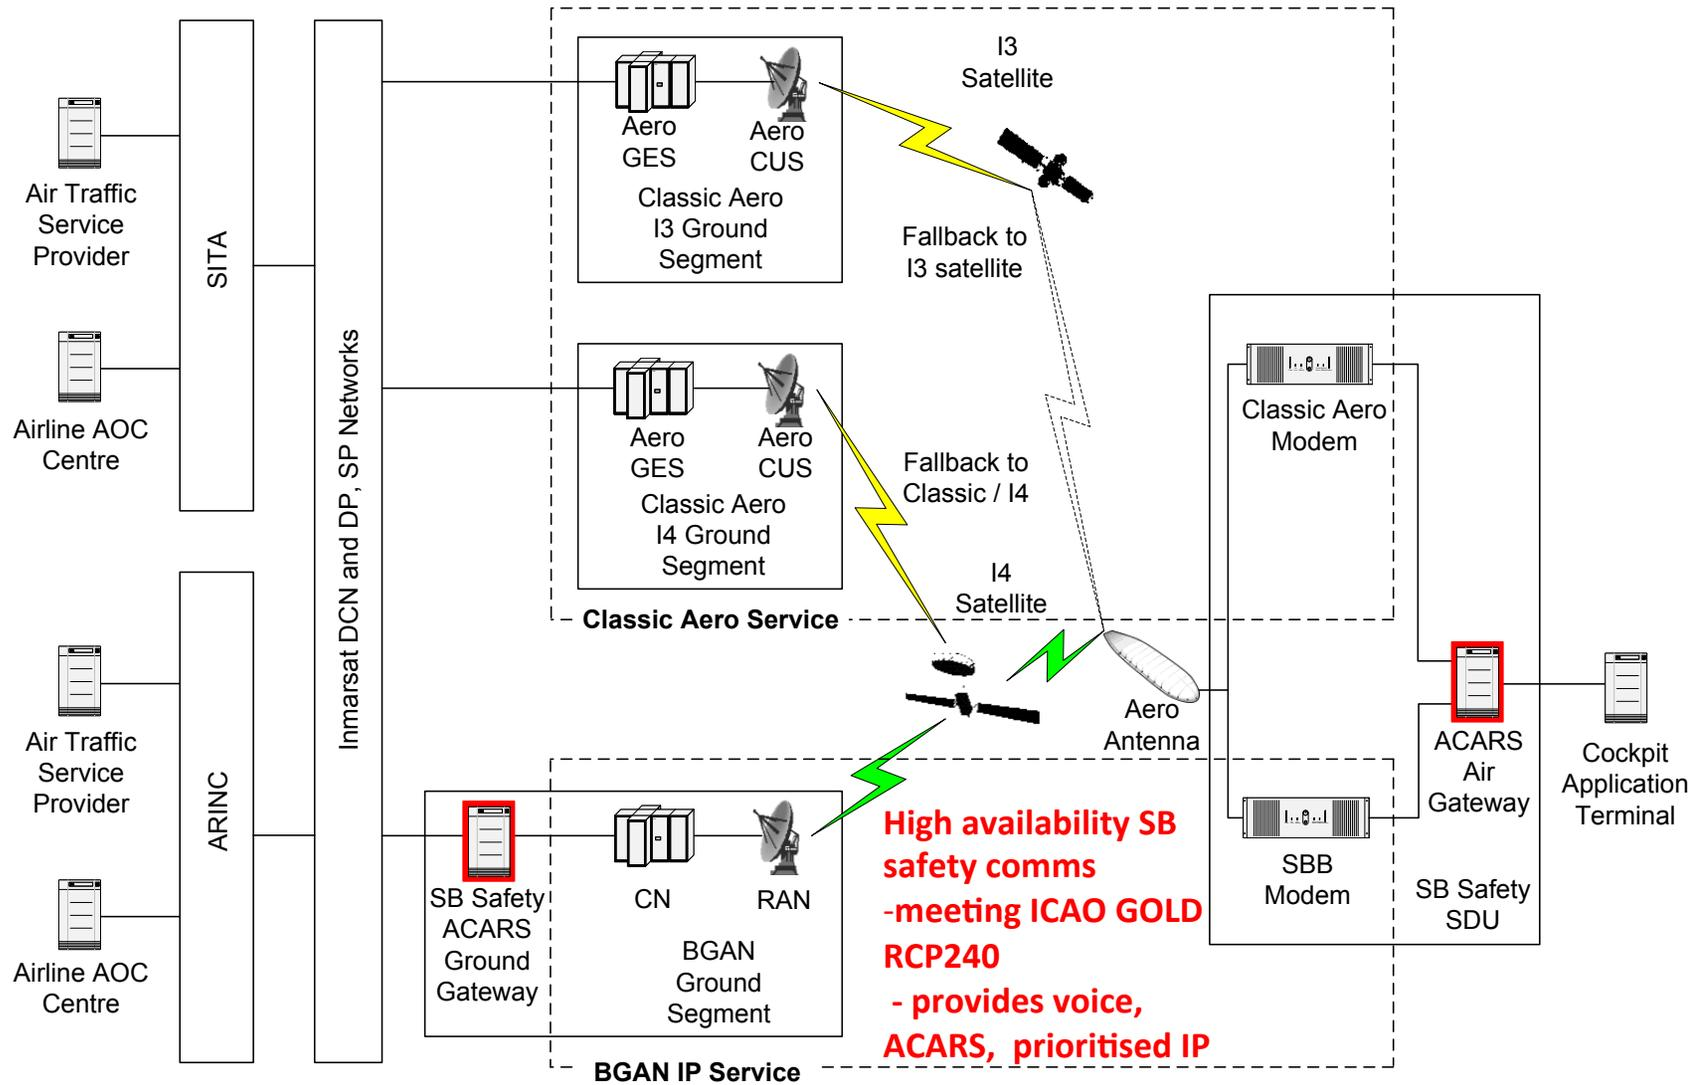 I3
Satellite
Aero
GES
Aero
CUS
Classic Aero
I3 Ground
Segment
Air Traffic
Service
Provider
SITA
Fallback to
I3 satellite
Airline AOC
Centre
Inmarsat DCN and DP, SP Networks
Aero
GES
Aero
CUS
Classic Aero
I4 Ground
Segment
Fallback to
Classic / I4
Classic Aero
Modem
I4
Satellite
Classic Aero Service
Air Traffic
Service
Provider
ARINC
Aero
Antenna
ACARS
Air
Gateway
Cockpit
Application
Terminal
Airline AOC
Centre
SB Safety
ACARS
Ground
Gateway
CN
RAN
BGAN
Ground
Segment
High availability SB
safety comms
-meeting ICAO GOLD
RCP240
- provides voice,
ACARS, prioritised IP
SBB
Modem
SB Safety
SDU
BGAN IP Service